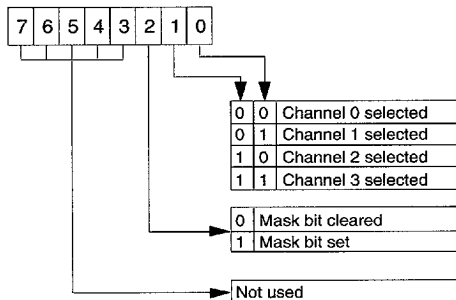 7 6 5 4 3 2 1 0
0 0 Channel 0 selected
0 1 Channel 1 selected
1 0 Channel 2 selected
1 1 Channel 3 selected
0 Mask bit cleared
1 Mask bit set
Not used